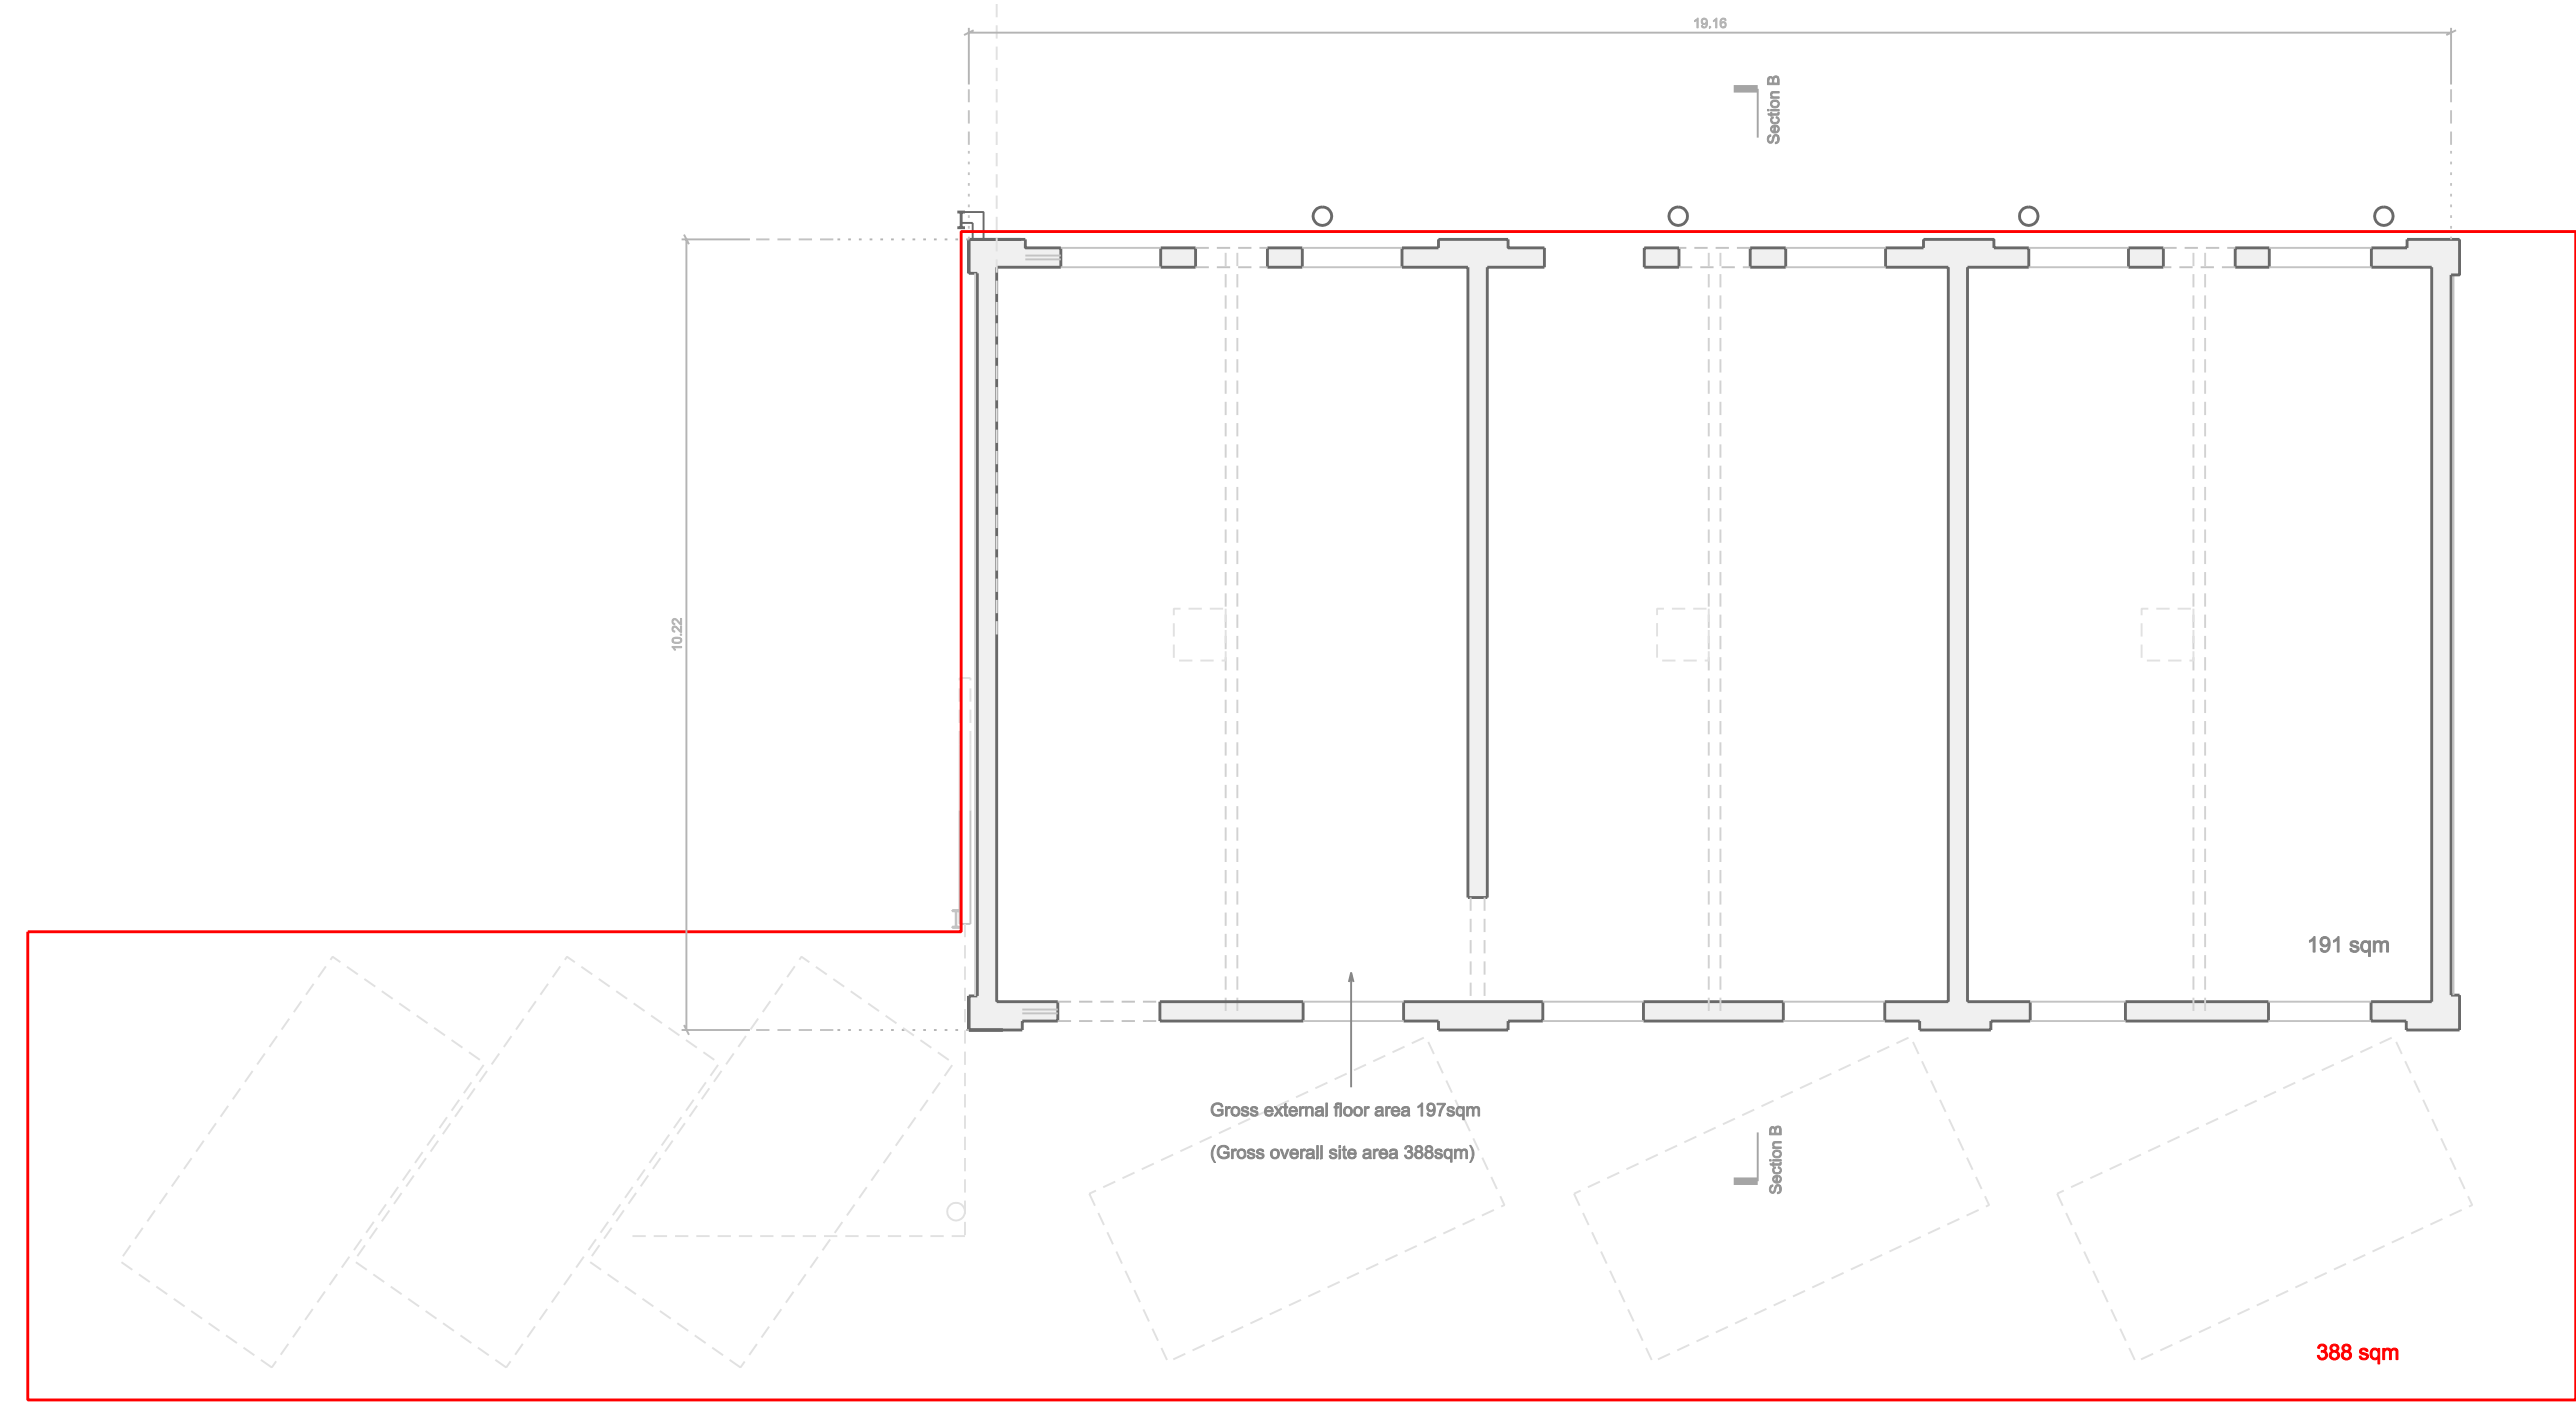 19.16
Section B
10.22
191 sqm
Gross external floor area 197sqm
(Gross overall site area 388sqm)
Section B
388 sqm